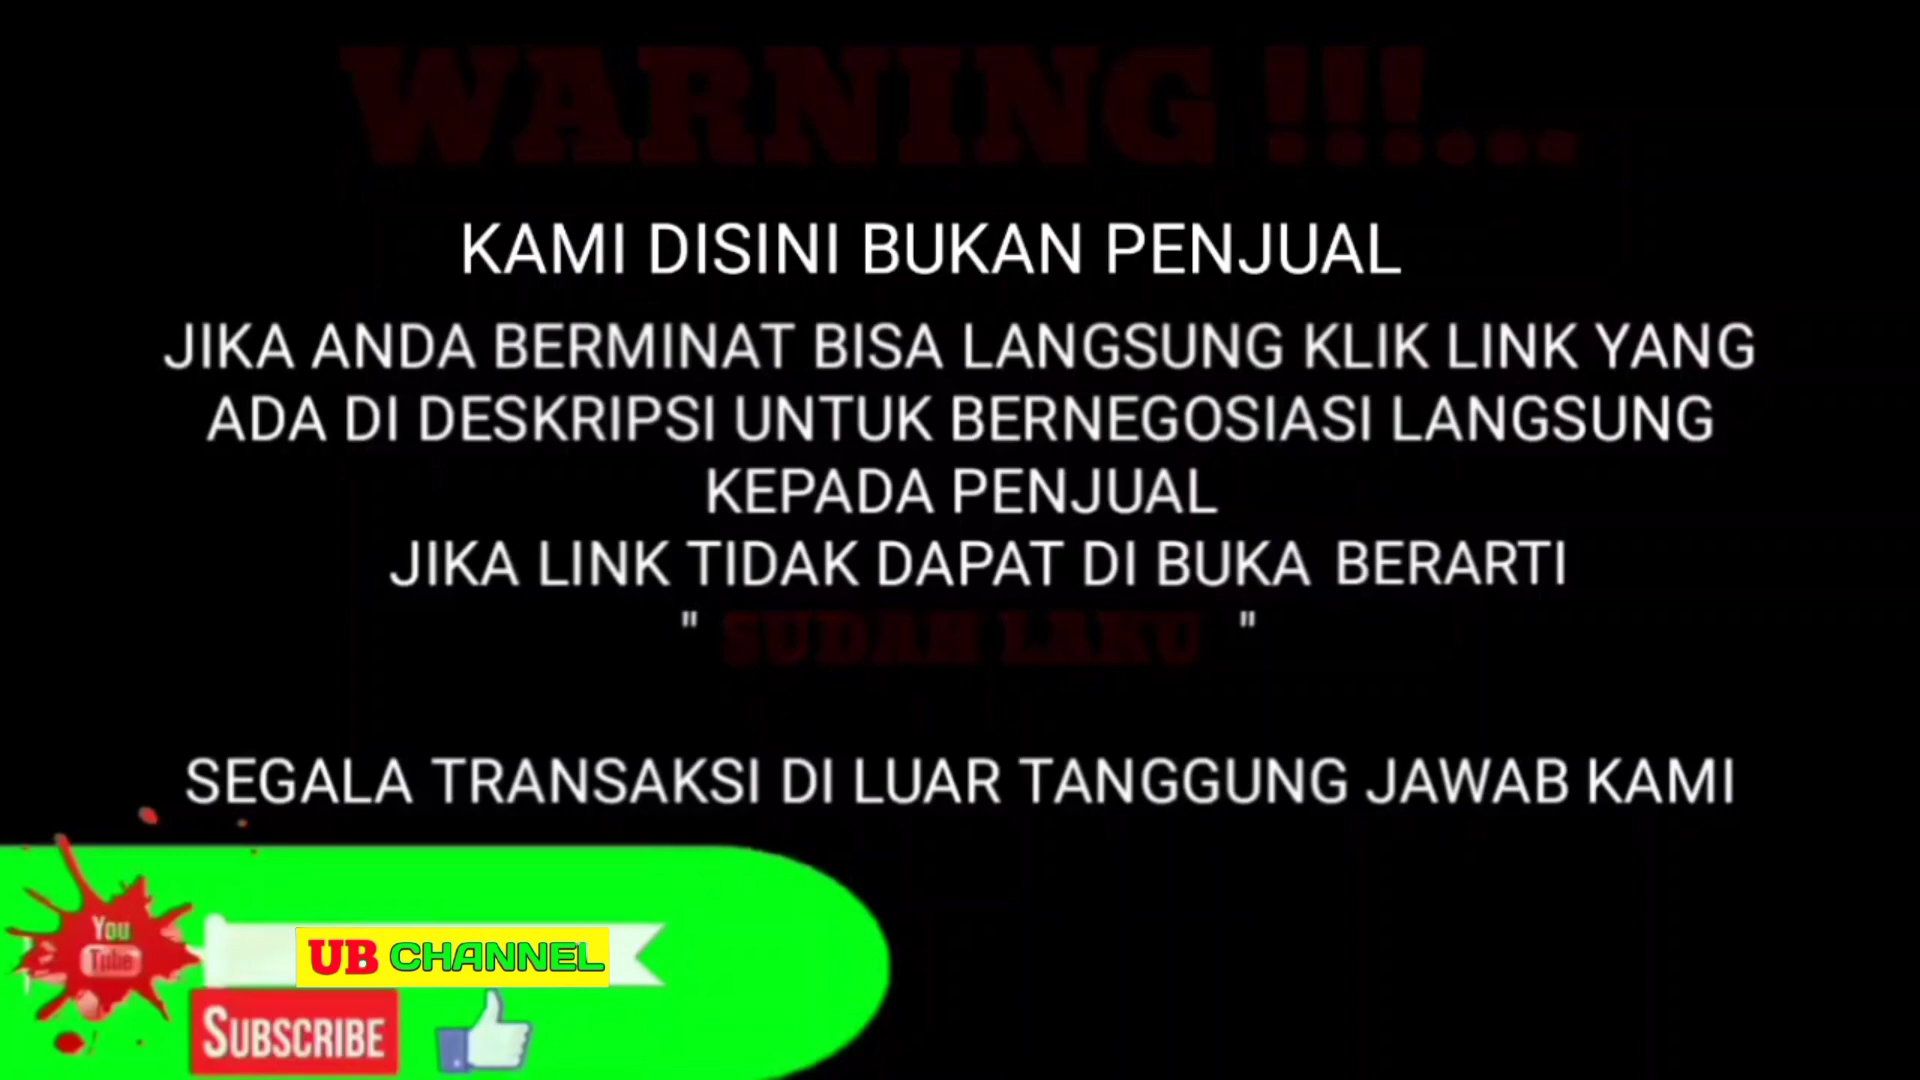 WARNING !!!...
KAMI DISINI BUKAN PENJUAL
JIKA ANDA BERMINAT BISA LANGSUNG KLIK LINK YANG
ADA DI DESKRIPSI UNTUK BERNEGOSIASI LANGSUNG
KEPADA PENJUAL
JIKA LINK TIDAK DAPAT DI BUKA BERARTI
" SUDAH LAKU "
SEGALA TRANSAKSI DI LUAR TANGGUNG JAWAB KAMI
You
Tube
UB CHANNEL
SUBSCRIBE